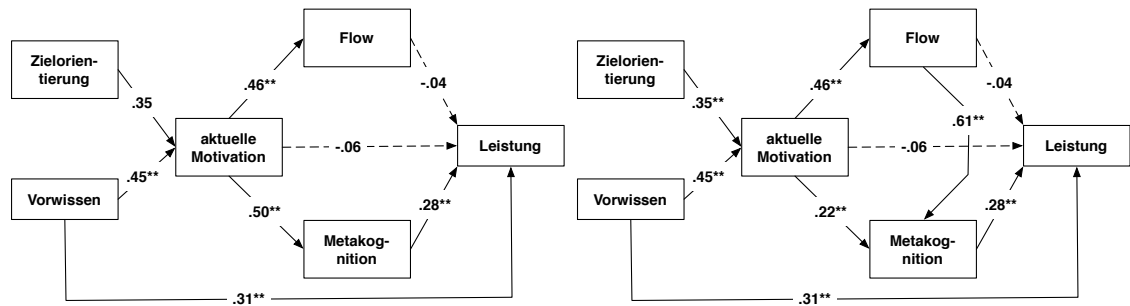 Flow
Zielorien-
tierung
.46**
-.04
.35
aktuelle
Motivation
-.06
Leistung
.45**
Vorwissen
.50**
.28**
Metakog-
nition
.31**
Flow
Zielorien-
tierung
.46**
-.04
.35**
.61**
aktuelle
Motivation
-.06
Leistung
.45**
Vorwissen
.22**
.28**
Metakog-
nition
.31**